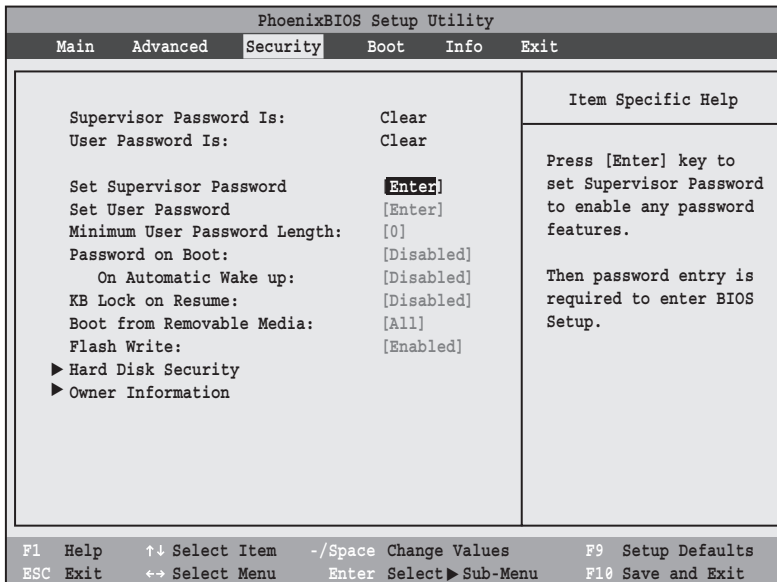 PhoenixBIOS Setup Utility
Main Advanced Security Boot Info Exit
Supervisor Password Is: Clear
User Password Is: Clear
Set Supervisor Password [Enter]
Set User Password [Enter]
Minimum User Password Length: [0]
Password on Boot: [Disabled]
On Automatic Wake up: [Disabled]
KB Lock on Resume: [Disabled]
Boot from Removable Media: [All]
Flash Write: [Enabled]
▶ Hard Disk Security
▶ Owner Information
Item Specific Help
Press [Enter] key to
set Supervisor Password
to enable any password
features.
Then password entry is
required to enter BIOS
Setup.
F1 Help ↑↓ Select Item -/Space Change Values F9 Setup Defaults
ESC Exit ↔ Select Menu Enter Select ▶ Sub-Menu F10 Save and Exit